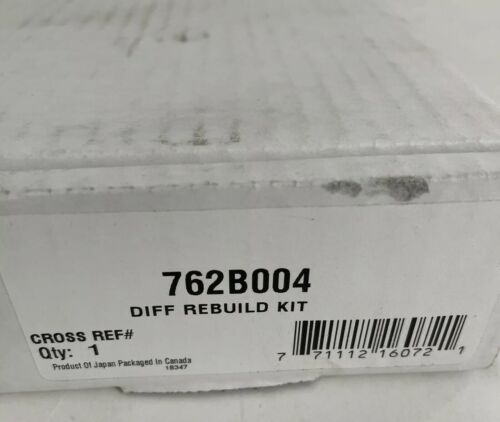 762B004
DIFF REBUILD KIT
CROSS REF#
Qty: 1
Product Of Japan Packaged In Canada
18347
7 71112 16072 1